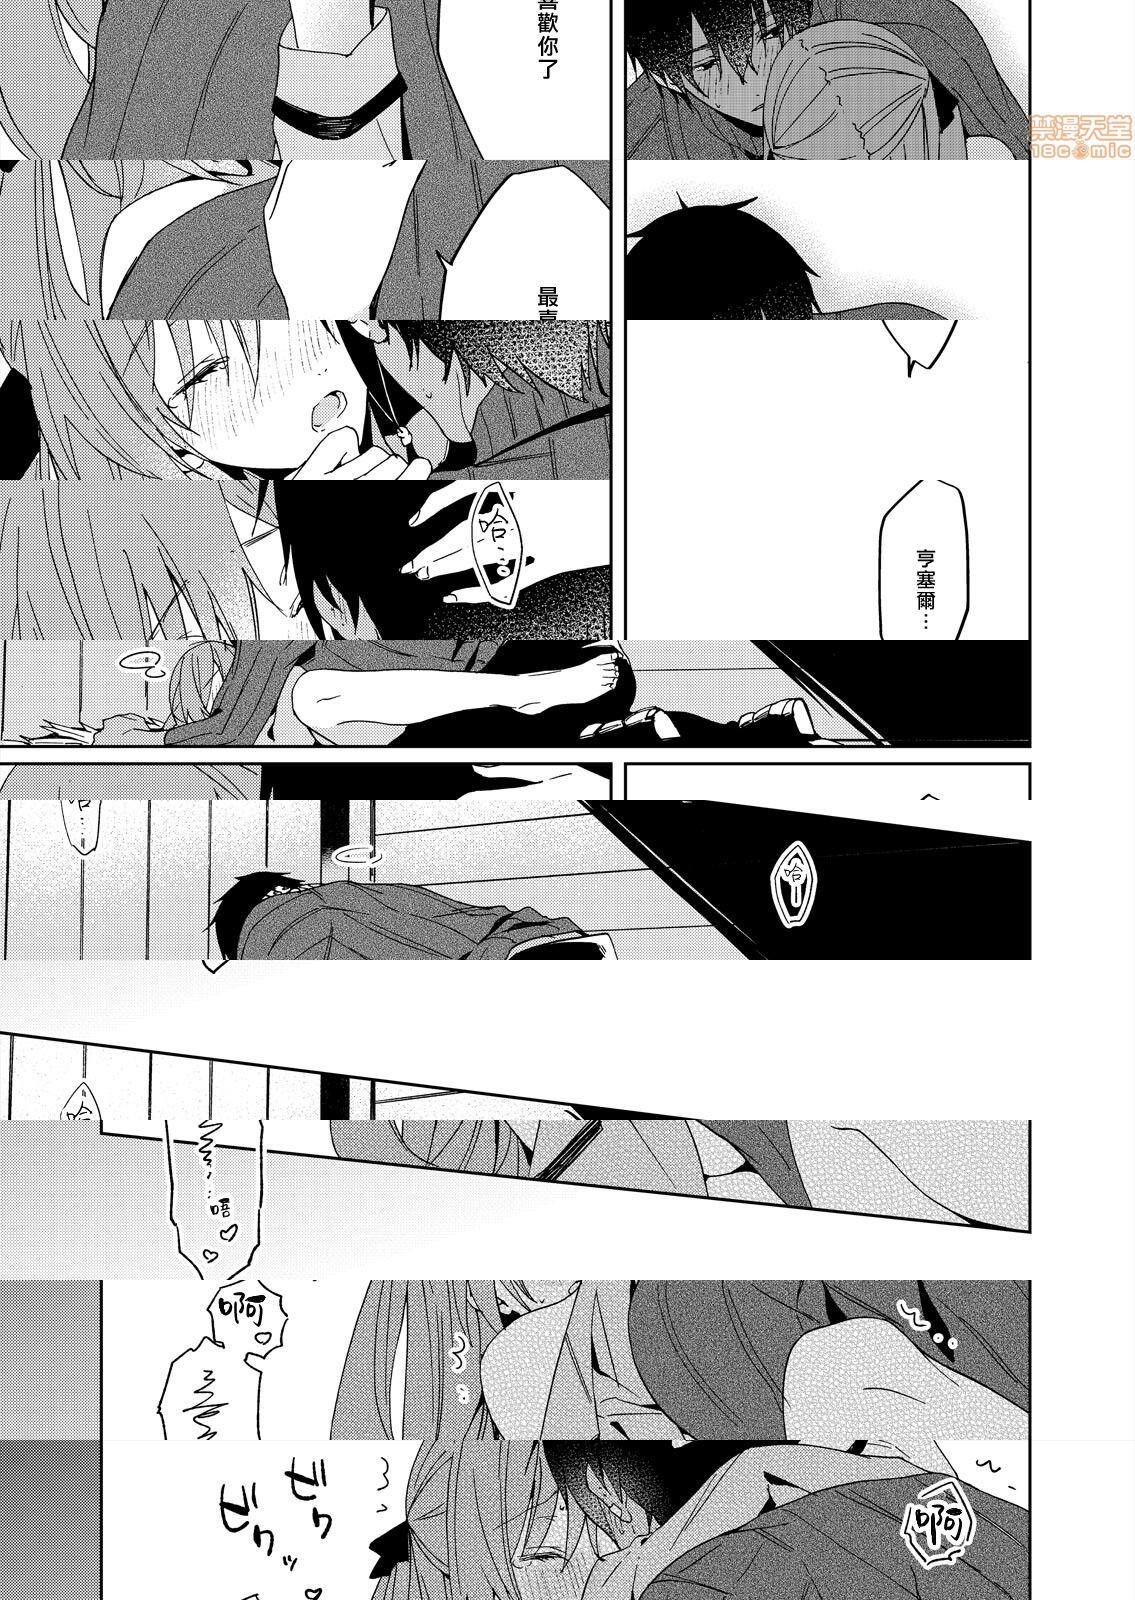 喜歡你了
禁漫天堂
18comic
最喜
哈…。
亨塞爾…
哈…
哈—
哈
…唔♡♡
啊♡
ビクッ
ビク
啊